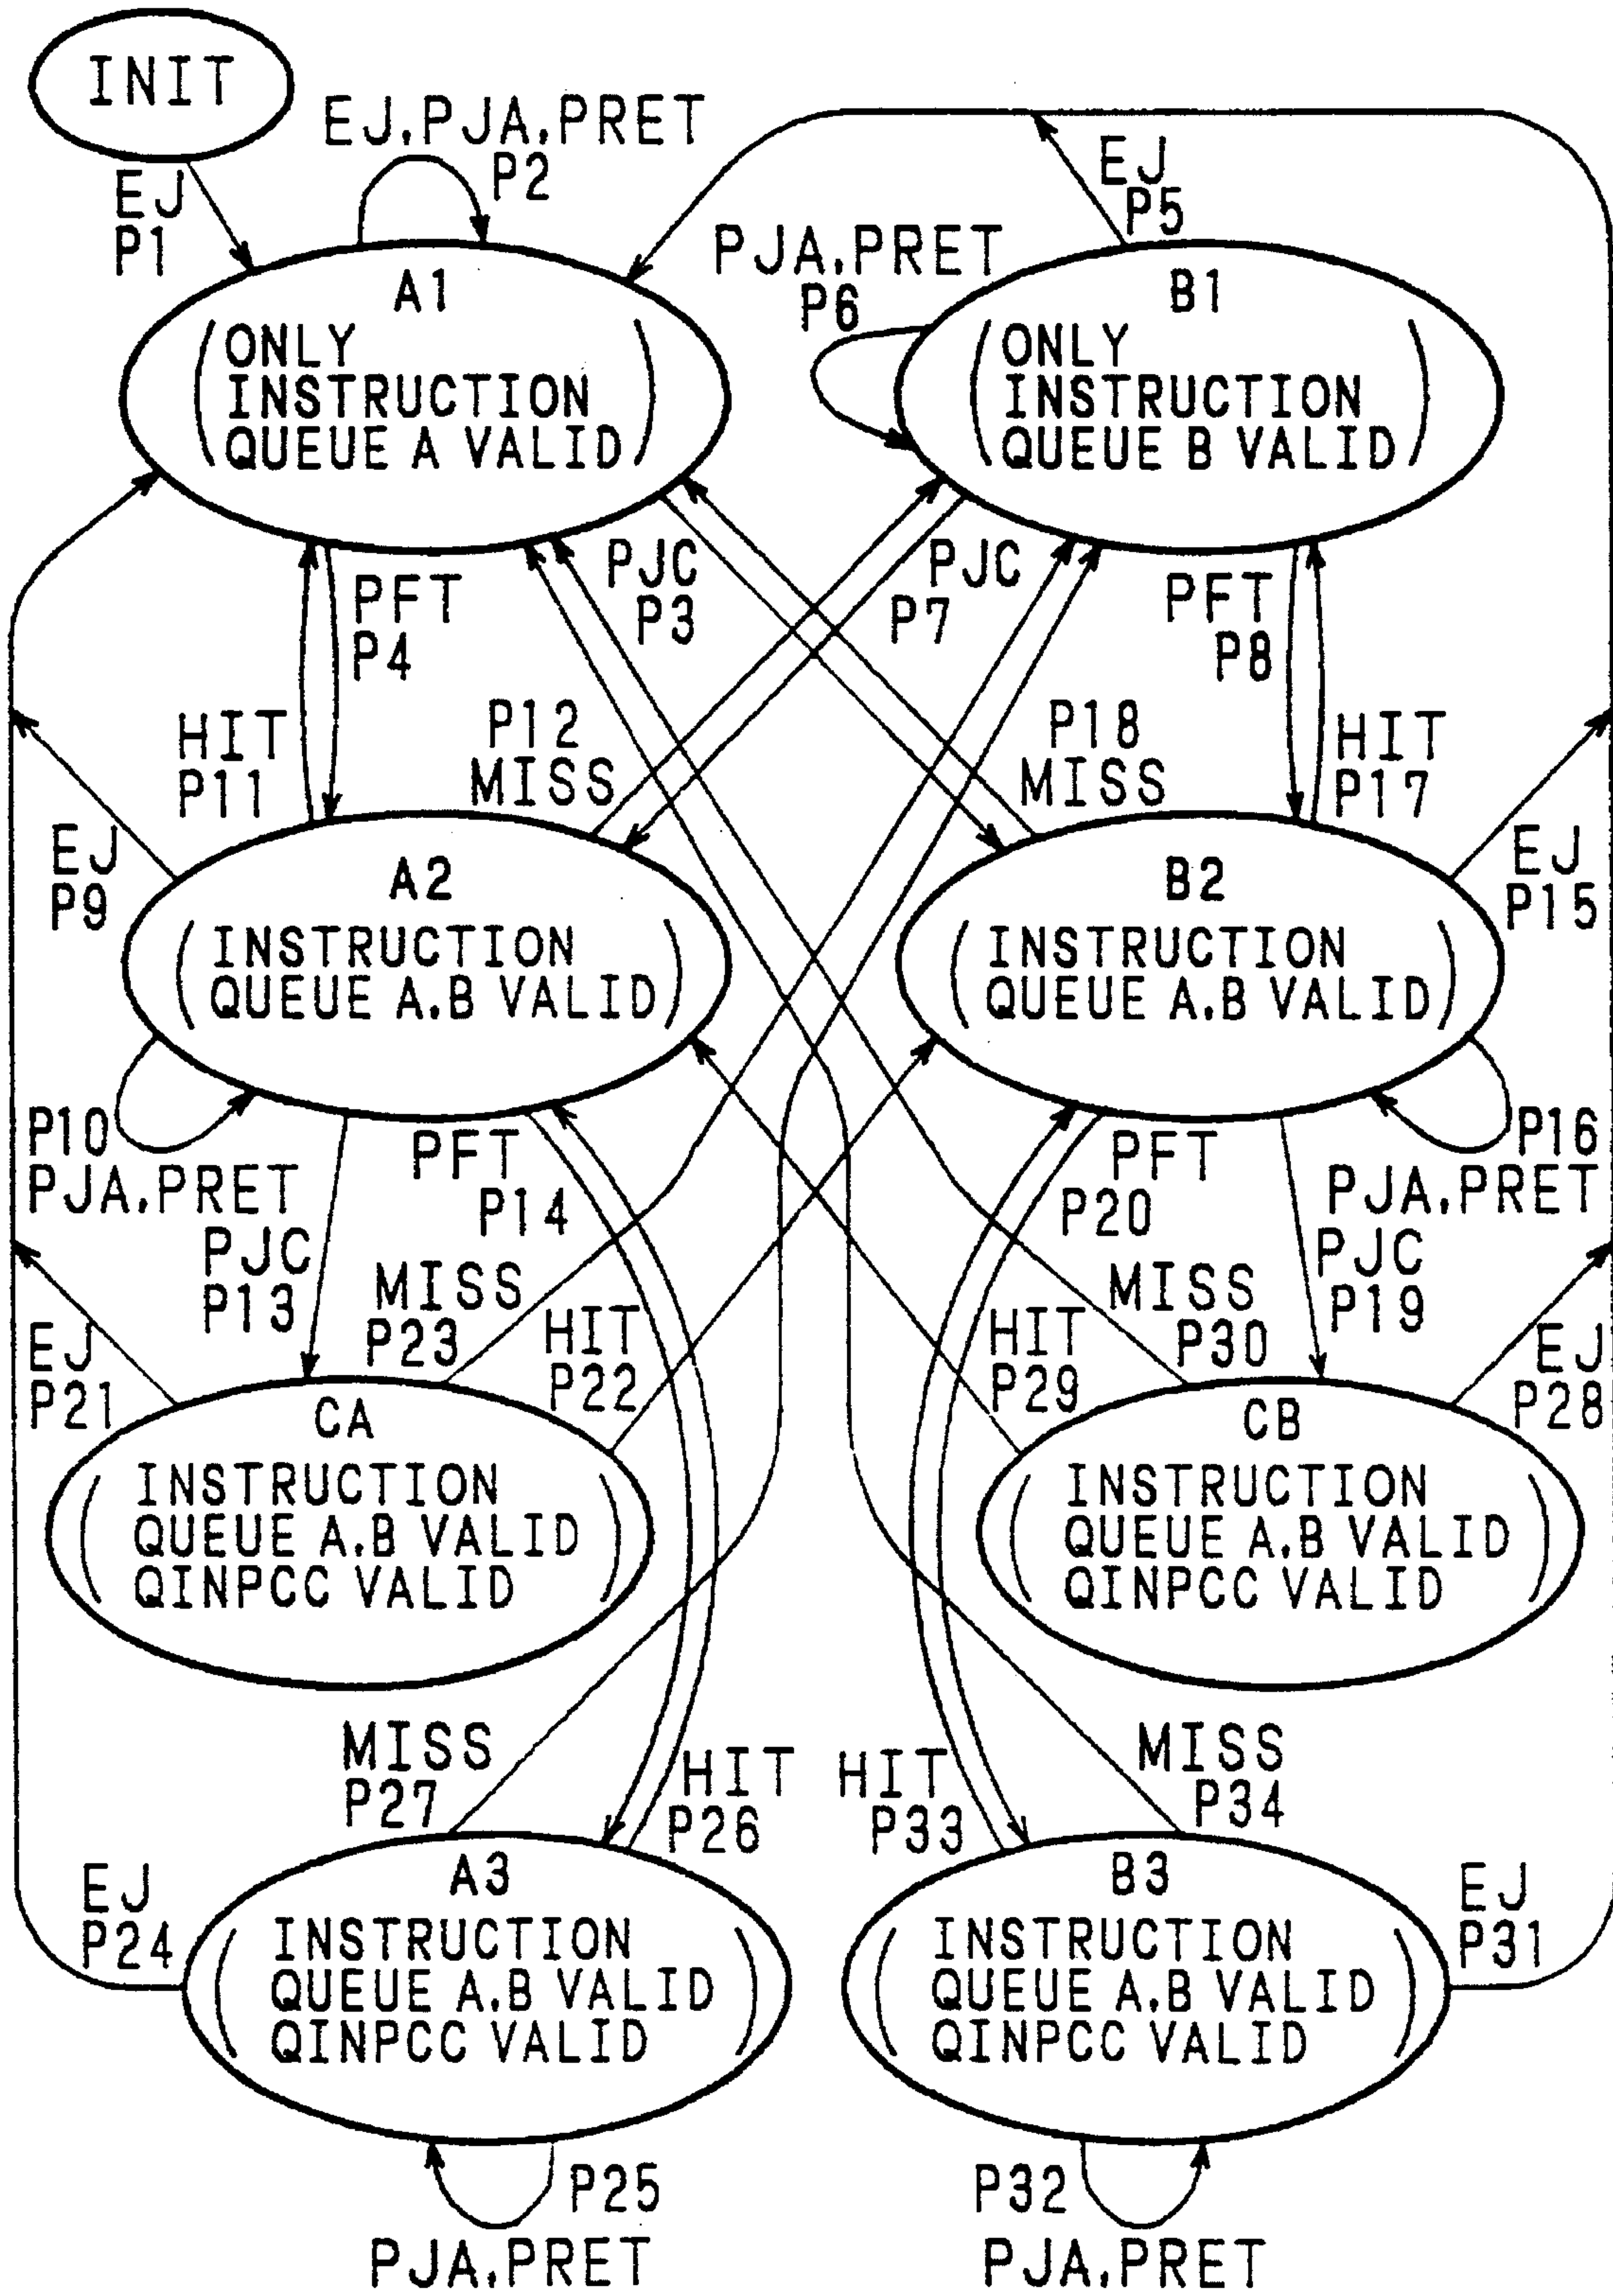 INIT
EJ
P1
EJ.PJA.PRET
P2
EJ
P5
PJA.PRET
P6
A1
ONLY
INSTRUCTION
QUEUE A VALID
B1
ONLY
INSTRUCTION
QUEUE B VALID
PFT
P4
PJC
P3
PJC
P7
PFT
P8
HIT
P11
P12
MISS
P18
MISS
HIT
P17
EJ
P9
EJ
P15
A2
INSTRUCTION
QUEUE A.B VALID
B2
INSTRUCTION
QUEUE A.B VALID
P10
PJA.PRET
PFT
P14
PFT
P20
P16
PJA.PRET
PJC
P13
PJC
P19
MISS
P23
HIT
P22
HIT
P29
MISS
P30
EJ
P21
EJ
P28
CA
INSTRUCTION
QUEUE A.B VALID
QINPCC VALID
CB
INSTRUCTION
QUEUE A.B VALID
QINPCC VALID
MISS
P27
HIT
P26
HIT
P33
MISS
P34
EJ
P24
EJ
P31
A3
INSTRUCTION
QUEUE A.B VALID
QINPCC VALID
B3
INSTRUCTION
QUEUE A.B VALID
QINPCC VALID
P25
PJA.PRET
P32
PJA.PRET